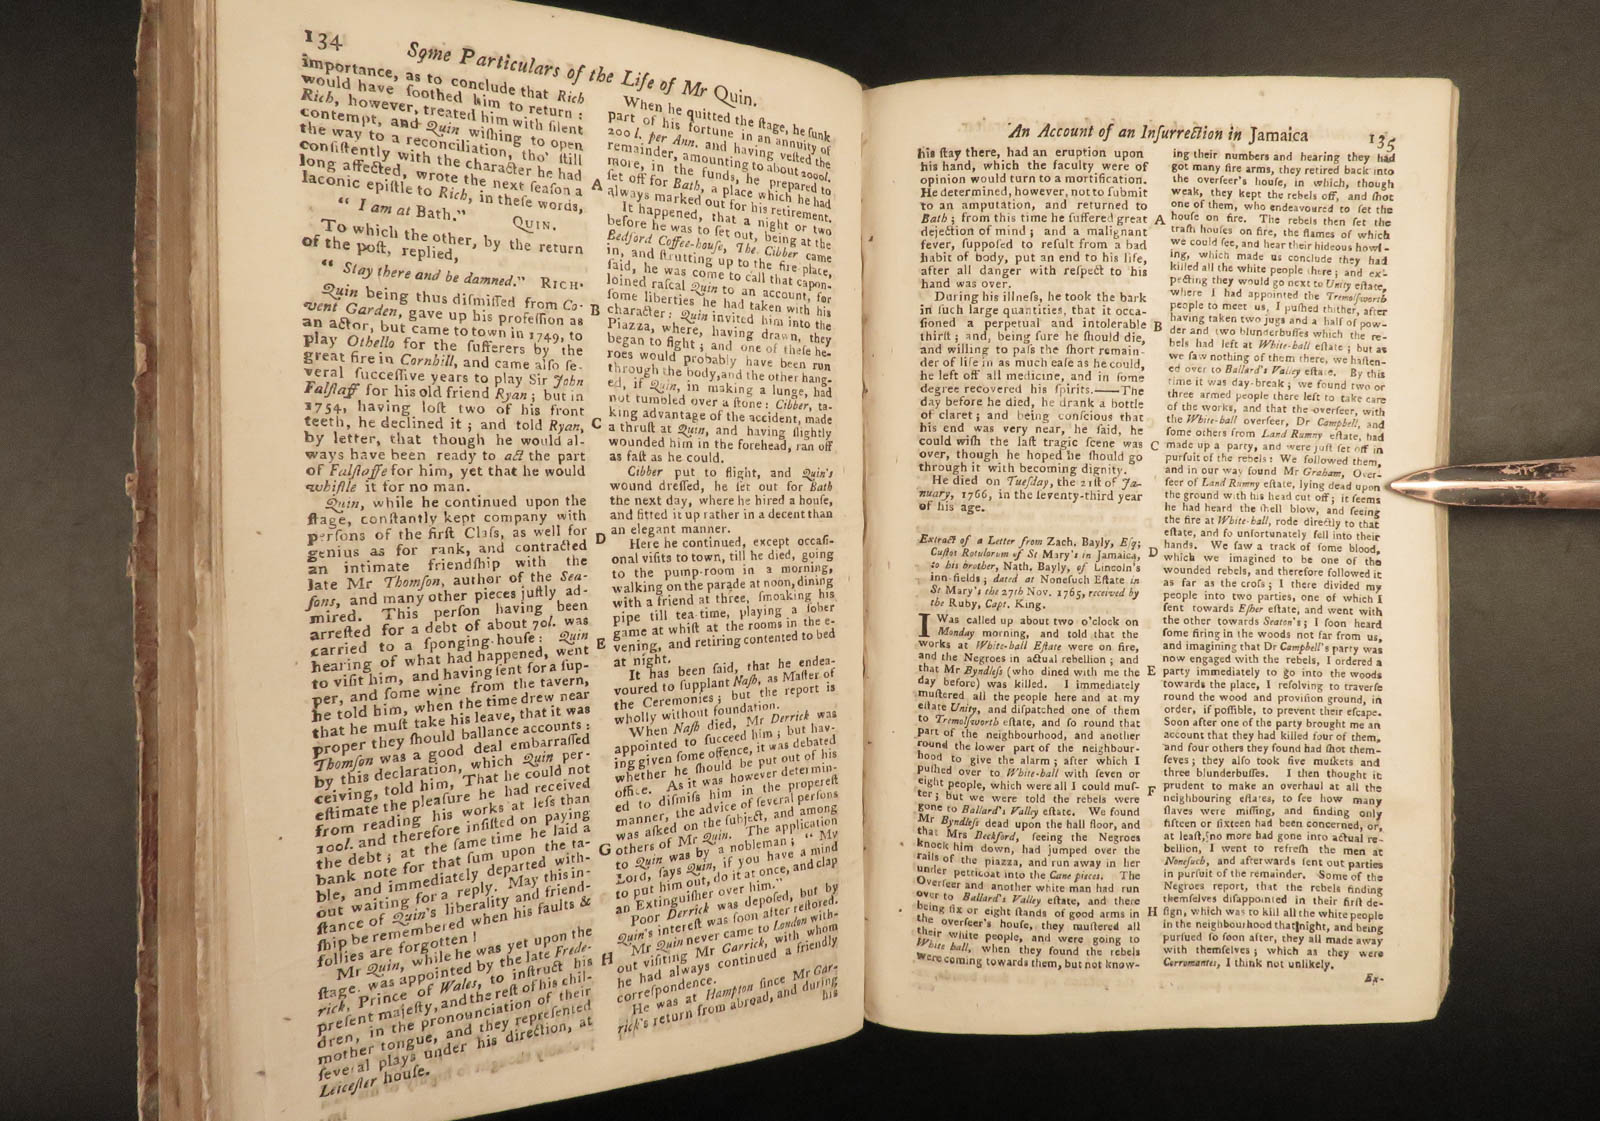 134
Some Particulars of the Life of Mr Quin.
importance, as to conclude that Rich
would have ſoothed him to return :
Rich, however, treated him with ſilent
contempt, and Quin wiſhing to open
the way to a reconciliation, tho' ſtill
conſiſtently with the character he had
long affected, wrote the next ſeaſon a
laconic epiſtle to Rich, in theſe words,
“ I am at Bath.” QUIN.
To which the other, by the return
of the poſt, replied,
“ Stay there and be damned.” RICH.
Quin being thus diſmiſſed from Co-
vent Garden, gave up his profeſſion as
an actor, but came to town in 1749, to
play Othello for the ſufferers by the
great fire in Cornhill, and came alſo ſe-
veral ſucceſſive years to play Sir John
Falſtaff for his old friend Ryan ; but in
1754, having loſt two of his front
teeth, he declined it ; and told Ryan,
by letter, that though he would al-
ways have been ready to act the part
of Falſtaffe for him, yet that he would
whiſtle it for no man.
Quin, while he continued upon the
ſtage, conſtantly kept company with
perſons of the firſt Claſs, as well for
genius as for rank, and contracted
an intimate friendſhip with the
late Mr Thomſon, author of the Sea-
ſons, and many other pieces juſtly ad-
mired. This perſon having been
arreſted for a debt of about 70l. was
carried to a ſponging-houſe : Quin
hearing of what had happened, went
to viſit him, and having ſent for a ſup-
per, and ſome wine from the tavern,
he told him, when the time drew near
that he muſt take his leave, that it was
proper they ſhould ballance accounts :
Thomſon was a good deal embarraſſed
by this declaration, which Quin per-
ceiving, told him, That he could not
eſtimate the pleaſure he had received
from reading his works at leſs than
100l. and therefore inſiſted on paying
the debt ; at the ſame time he laid a
bank note for that ſum upon the ta-
ble, and immediately departed with-
out waiting for a reply. May this in-
ſtance of Quin's liberality and friend-
ſhip be remembered when his faults &
follies are forgotten !
Mr Quin, while he was yet upon the
ſtage. was appointed by the late Frede-
rick, Prince of Wales, to inſtruct his
preſent majeſty, and the reſt of his chil-
dren, in the pronunciation of their
mother tongue, and they repreſented
ſeveral plays under his direction, at
Leiceſter houſe.
A
B
C
D
E
G
H
When he quitted the ſtage, he ſunk
part of his fortune in an annuity of
200 l. per Ann. and having veſted the
remainder, amounting to about 2000l.
more, in the funds, he prepared to
ſet off for Bath, a place which he had
always marked out for his retirement.
It happened, that a night or two
before he was to ſet out, being at the
Bedford Coffee-houſe, The. Cibber came
in, and ſtrutting up to the fire place,
ſaid, he was come to call that capon-
loined raſcal Quin to an account, for
ſome liberties he had taken with his
character : Quin invited him into the
Piazza, where, having drawn, they
began to fight ; and one of theſe he-
roes would probably have been run
through the body,and the other hang-
ed, if Quin, in making a lunge, had
not tumbled over a ſtone : Cibber, ta-
king advantage of the accident, made
a thruſt at Quin, and having ſlightly
wounded him in the forehead, ran off
as faſt as he could.
Cibber put to flight, and Quin's
wound dreſſed, he ſet out for Bath
the next day, where he hired a houſe,
and fitted it up rather in a decent than
an elegant manner.
Here he continued, except occaſi-
onal viſits to town, till he died, going
to the pump-room in a morning,
walking on the parade at noon, dining
with a friend at three, ſmoaking his
pipe till tea-time, playing a ſober
game at whiſt at the rooms in the e-
vening, and retiring contented to bed
at night.
It has been ſaid, that he endea-
voured to ſupplant Naſh, as Maſter of
the Ceremonies ; but the report is
wholly without foundation.
When Naſh died, Mr Derrick was
appointed to ſucceed him ; but hav-
ing given ſome offence, it was debated
whether he ſhould be put out of his
office. As it was however determin-
ed to diſmiſs him in the propereſt
manner, the advice of ſeveral perſons
was aſked on the ſubject, and among
others of Mr Quin. The application
to Quin was by a nobleman ; “ My
Lord, ſays Quin, if you have a mind
to put him out, do it at once, and clap
an Extinguiſher over him.”
Poor Derrick was depoſed, but by
Quin's intereſt was ſoon after reſtored.
Mr Quin never came to London with-
out viſiting Mr Garrick, with whom
he had always continued a friendly
correſpondence.
He was at Hampton ſince Mr Gar-
rick's return from abroad, and during
his
An Account of an Inſurrection in Jamaica
135
his ſtay there, had an eruption upon
his hand, which the faculty were of
opinion would turn to a mortification.
He determined, however, not to ſubmit
to an amputation, and returned to
Bath ; from this time he ſuffered great
dejection of mind ; and a malignant
fever, ſuppoſed to reſult from a bad
habit of body, put an end to his life,
after all danger with reſpect to his
hand was over.
During his illneſs, he took the bark
in ſuch large quantities, that it occa-
ſioned a perpetual and intolerable
thirſt ; and, being ſure he ſhould die,
and willing to paſs the ſhort remain-
der of life in as much eaſe as he could,
he left off all medicine, and in ſome
degree recovered his ſpirits.——The
day before he died, he drank a bottle
of claret ; and being conſcious that
his end was very near, he ſaid, he
could wiſh the laſt tragic ſcene was
over, though he hoped he ſhould go
through it with becoming dignity.
He died on Tueſday, the 21ſt of Ja-
nuary, 1766, in the ſeventy-third year
of his age.
Extract of a Letter from Zach. Bayly, Eſq;
Cuſtos Rotulorum of St Mary's in Jamaica,
to his brother, Nath. Bayly, of Lincoln's
inn-fields ; dated at Noneſuch Eſtate in
St Mary's the 27th Nov. 1765, received by
the Ruby, Capt. King.
I Was called up about two o'clock on
Monday morning, and told that the
works at White-ball Eſtate were on fire,
and the Negroes in actual rebellion ; and
that Mr Byndleſs (who dined with me the
day before) was killed. I immediately
muſtered all the people here and at my
eſtate Unity, and diſpatched one of them
to Tremolſworth eſtate, and ſo round that
part of the neighbourhood, and another
round the lower part of the neighbour-
hood to give the alarm ; after which I
puſhed over to White-ball with ſeven or
eight people, which were all I could muſ-
ter ; but we were told the rebels were
gone to Ballard's Valley eſtate. We found
Mr Byndleſs dead upon the hall floor, and
that Mrs Beckford, ſeeing the Negroes
knock him down, had jumped over the
rails of the piazza, and run away in her
under petticoat into the Cane pieces. The
Overſeer and another white man had run
over to Ballard's Valley eſtate, and there
being ſix or eight ſtands of good arms in
the overſeer's houſe, they muſtered all
their white people, and were going to
White ball, when they found the rebels
were coming towards them, but not know-
A
B
C
D
E
F
H
ing their numbers and hearing they had
got many fire arms, they retired back into
the overſeer's houſe, in which, though
weak, they kept the rebels off, and ſhot
one of them, who endeavoured to ſet the
houſe on fire. The rebels then ſet the
traſh houſes on fire, the flames of which
we could ſee, and hear their hideous howl-
ing, which made us conclude they had
killed all the white people there ; and ex-
pecting they would go next to Unity eſtate,
where I had appointed the Tremolſworth
people to meet us, I puſhed thither, after
having taken two jugs and a half of pow-
der and two blunderbuſſes which the re-
bels had left at White-ball eſtate ; but as
we ſaw nothing of them there, we haſten-
ed over to Ballard's Valley eſtate. By this
time it was day-break ; we found two or
three armed people there left to take care
of the works, and that the overſeer, with
the White-ball overſeer, Dr Campbell, and
ſome others from Land Rumny eſtate, had
made up a party, and were juſt ſet off in
purſuit of the rebels : We followed them,
and in our way found Mr Graham, Over-
ſeer of Land Rumny eſtate, lying dead upon
the ground with his head cut off ; it ſeems
he had heard the ſhell blow, and ſeeing
the fire at White-ball, rode directly to that
eſtate, and ſo unfortunately fell into their
hands. We ſaw a track of ſome blood,
which we imagined to be one of the
wounded rebels, and therefore followed it
as far as the croſs ; I there divided my
people into two parties, one of which I
ſent towards Eſher eſtate, and went with
the other towards Seaton's ; I ſoon heard
ſome firing in the woods not far from us,
and imagining that Dr Campbell's party was
now engaged with the rebels, I ordered a
party immediately to go into the woods
towards the place, I reſolving to traverſe
round the wood and proviſion ground, in
order, if poſſible, to prevent their eſcape.
Soon after one of the party brought me an
account that they had killed four of them,
and four others they found had ſhot them-
ſelves ; they alſo took five muſkets and
three blunderbuſſes. I then thought it
prudent to make an overhaul at all the
neighbouring eſtates, to ſee how many
ſlaves were miſſing, and finding only
fifteen or ſixteen had been concerned, or,
at leaſt, no more had gone into actual re-
bellion, I went to refreſh the men at
Noneſuch, and afterwards ſent out parties
in purſuit of the remainder. Some of the
Negroes report, that the rebels finding
themſelves diſappointed in their firſt de-
ſign, which was to kill all the white people
in the neighbourhood that night, and being
purſued ſo ſoon after, they all made away
with themſelves ; which as they were
Corromantes, I think not unlikely.
Ex-